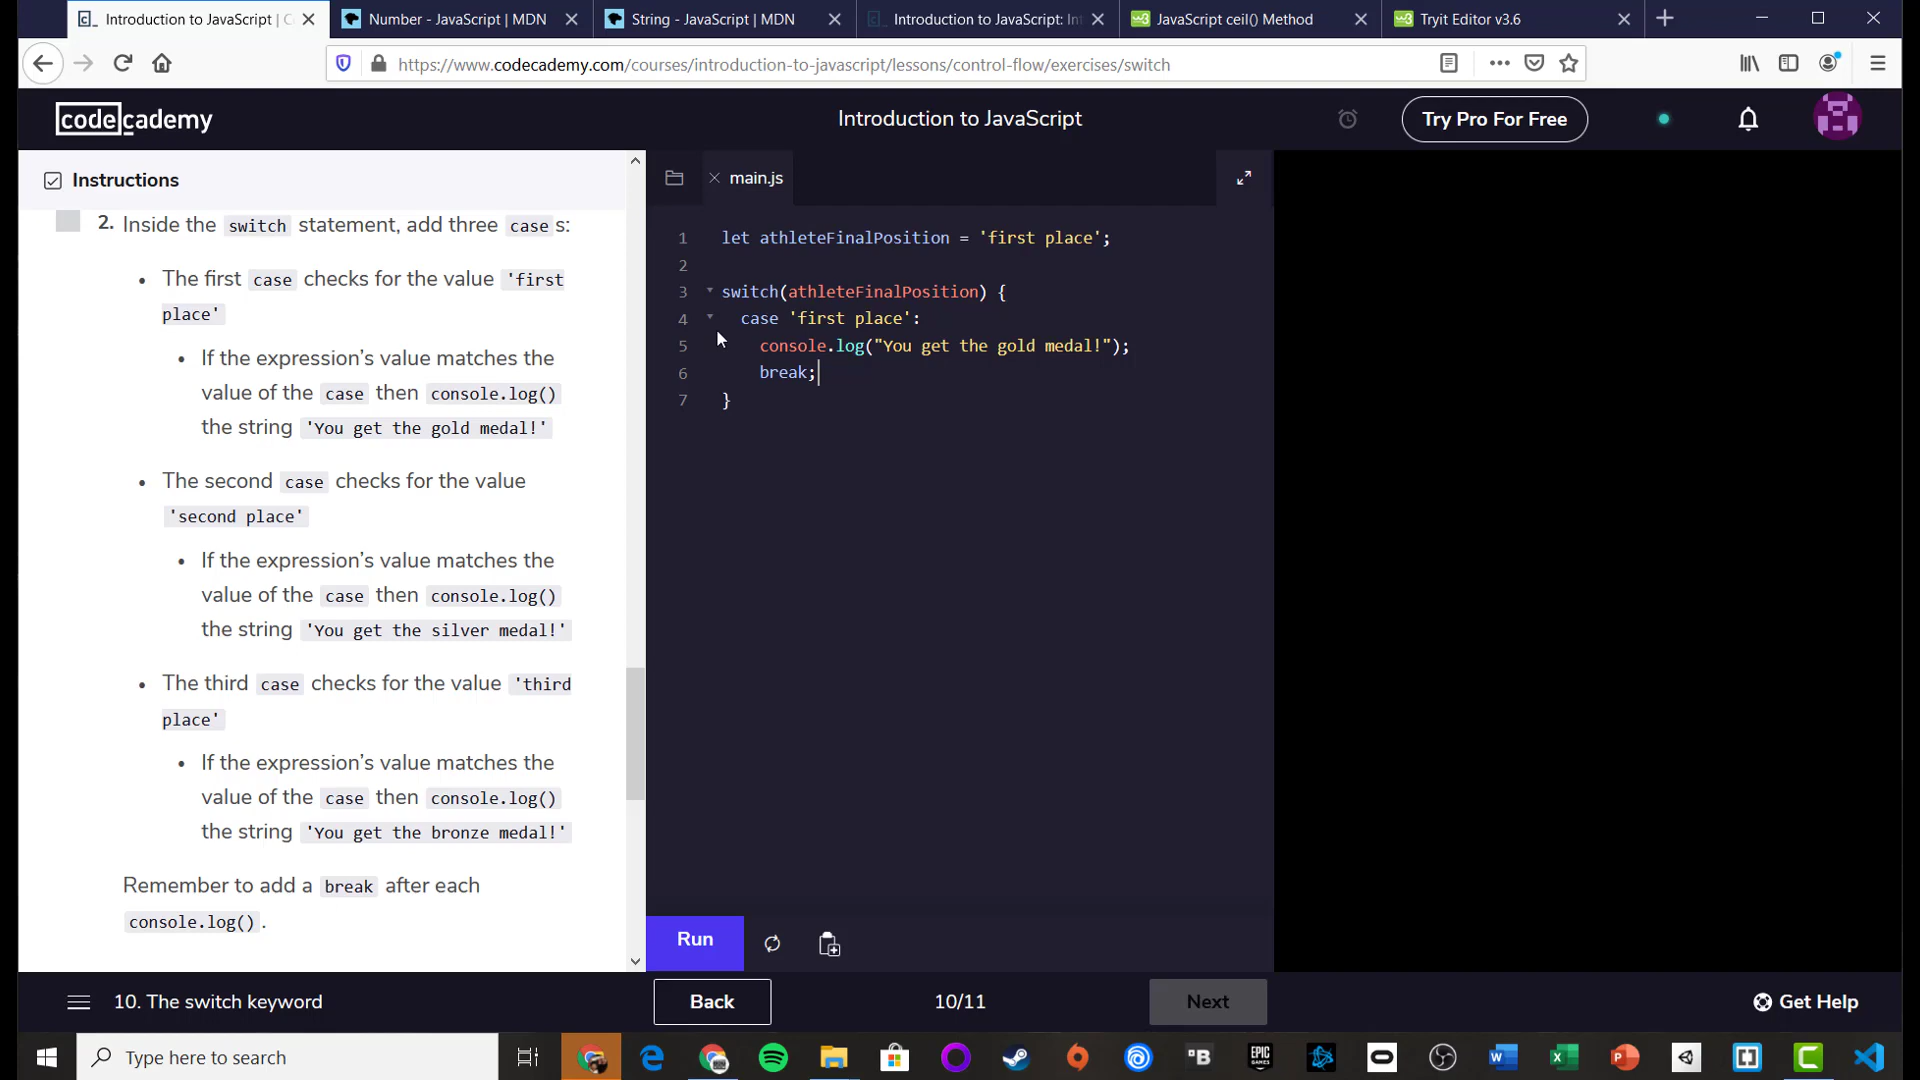 Introduction to JavaScript | C
Number - JavaScript | MDN
String - JavaScript | MDN
Introduction to JavaScript: Int
JavaScript ceil() Method
Tryit Editor v3.6
https://www.codecademy.com/courses/introduction-to-javascript/lessons/control-flow/exercises/switch
codecademy
Introduction to JavaScript
Try Pro For Free
Instructions
2. Inside the switch statement, add three case s:
• The first case checks for the value 'first
place'
• If the expression's value matches the
value of the case then console.log()
the string 'You get the gold medal!'
• The second case checks for the value
'second place'
• If the expression's value matches the
value of the case then console.log()
the string 'You get the silver medal!'
• The third case checks for the value 'third
place'
• If the expression's value matches the
value of the case then console.log()
the string 'You get the bronze medal!'
Remember to add a break after each
console.log().
main.js
1 let athleteFinalPosition = 'first place';
2
3 switch(athleteFinalPosition) {
4 case 'first place':
5 console.log("You get the gold medal!");
6 break;
7 }
Run
10. The switch keyword
Back
10/11
Next
Get Help
Type here to search